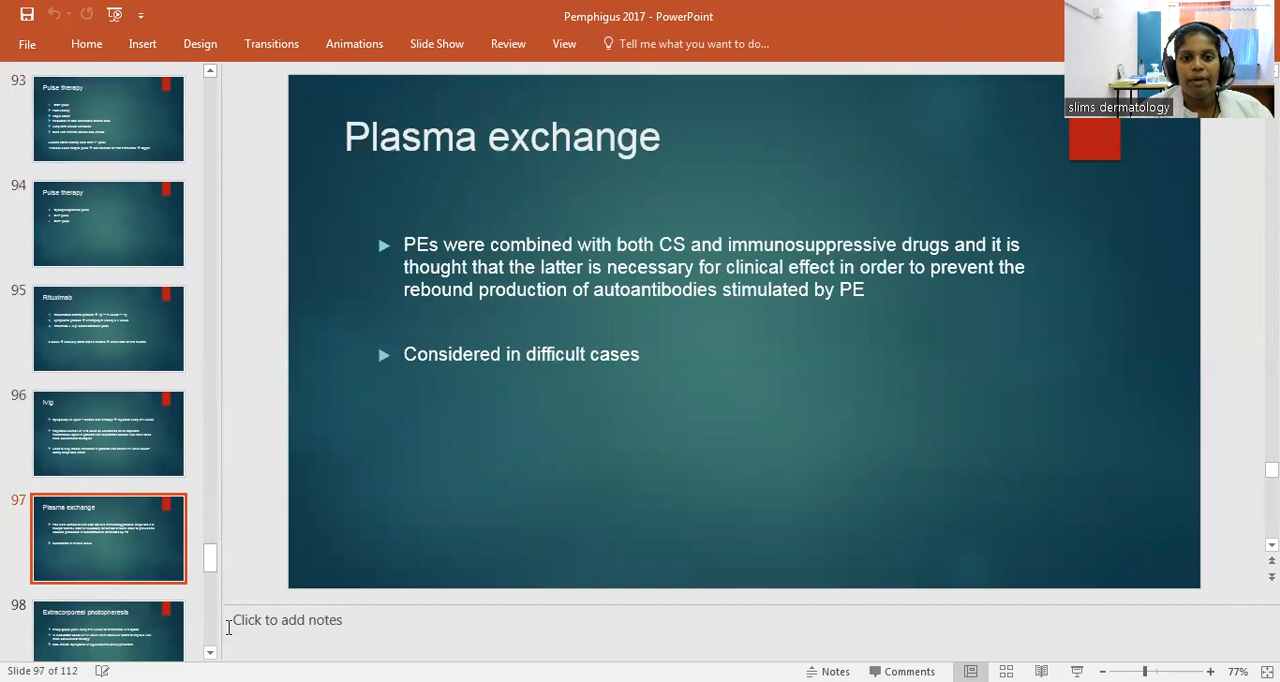 Pemphigus 2017 - PowerPoint
File
Home
Insert
Design
Transitions
Animations
Slide Show
Review
View
Tell me what you want to do...
slims dermatology
93
Pulse therapy
94
Pulse therapy
95
Rituximab
96
Ivig
97
Plasma exchange
98
Extracorporeal photopheresis
Plasma exchange
PEs were combined with both CS and immunosuppressive drugs and it is
thought that the latter is necessary for clinical effect in order to prevent the
rebound production of autoantibodies stimulated by PE
Considered in difficult cases
Click to add notes
Slide 97 of 112
Notes
Comments
77%